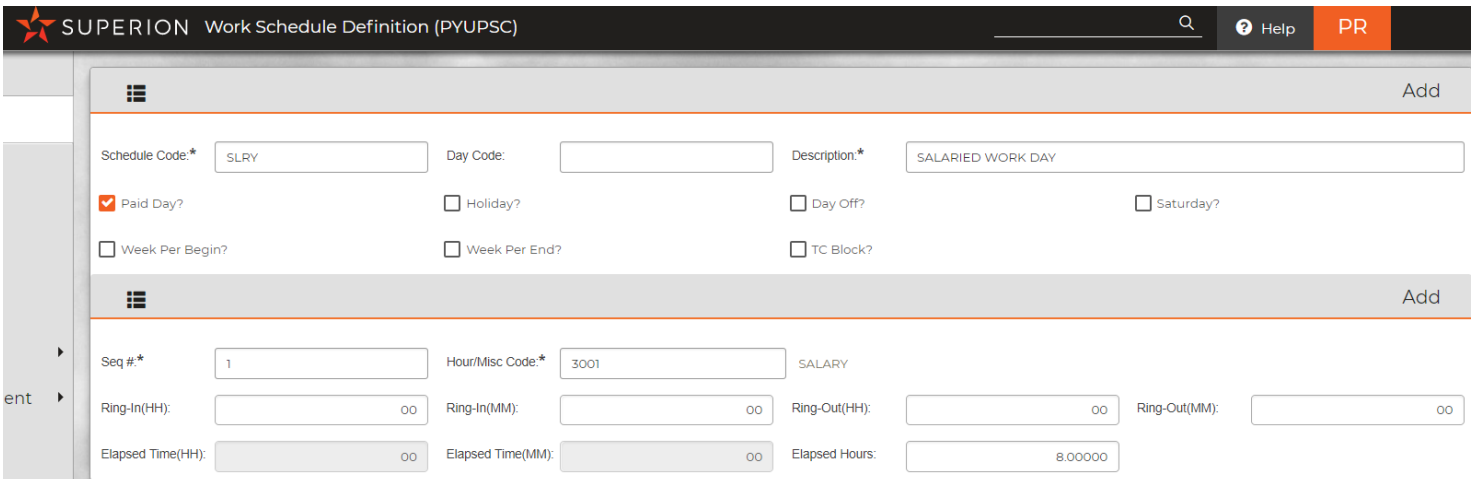 SUPERION Work Schedule Definition (PYUPSC) ? Help PR
Add
Schedule Code:* SLRY Day Code: Description:* SALARIED WORK DAY
Paid Day? Holiday? Day Off? Saturday?
Week Per Begin? Week Per End? TC Block?
Add
Seq #:* 1 Hour/Misc Code:* 3001 SALARY
ent
Ring-In(HH): 00 Ring-In(MM): 00 Ring-Out(HH): 00 Ring-Out(MM): 00
Elapsed Time(HH): 00 Elapsed Time(MM): 00 Elapsed Hours: 8.00000